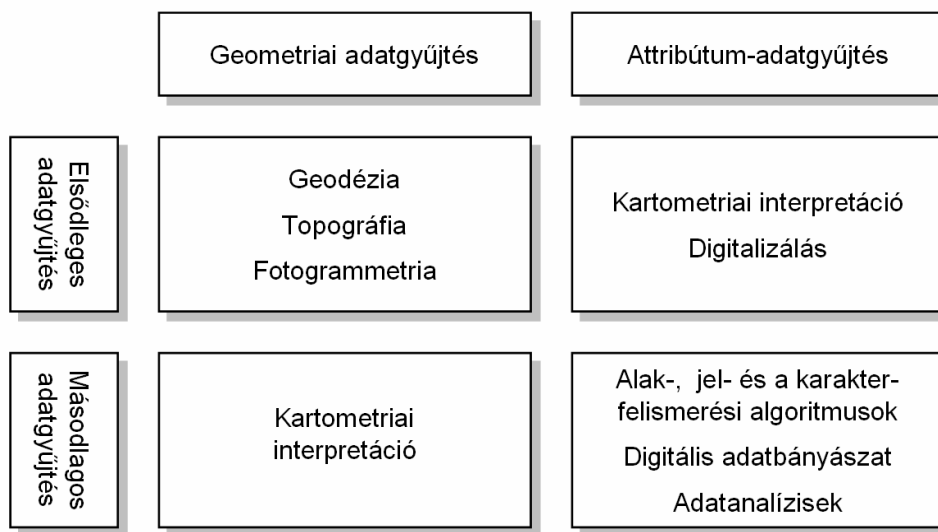 Geometriai adatgyűjtés
Attribútum-adatgyűjtés
Elsődleges
adatgyűjtés
Geodézia
Topográfia
Fotogrammetria
Kartometriai interpretáció
Digitalizálás
Másodlagos
adatgyűjtés
Kartometriai
interpretáció
Alak-, jel- és a karakter-
felismerési algoritmusok
Digitális adatbányászat
Adatanalízisek